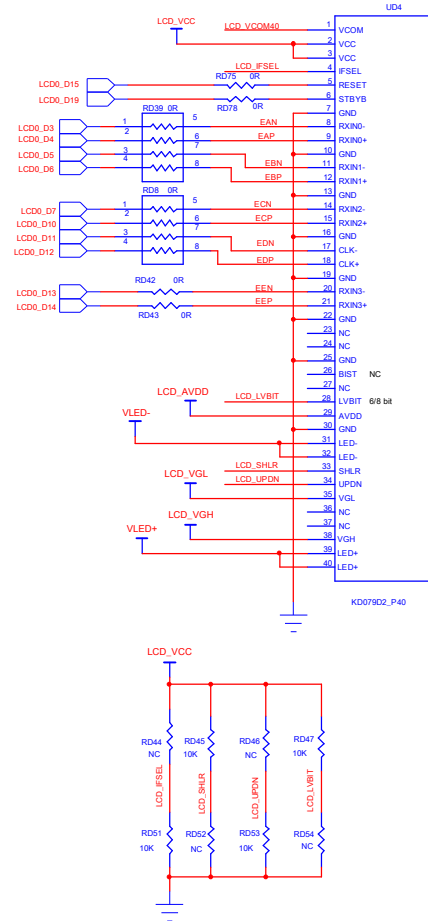 UD4
LCD_VCC
LCD_VCOM40 1 VCOM
2 VCC
3 VCC
LCD_IFSEL 4 IFSEL
LCD0_D15 RD75 0R 5 RESET
LCD0_D19 RD78 0R 6 STBYB
7 GND
RD39 0R
LCD0_D3 1 5 EAN 8 RXIN0-
LCD0_D4 2 6 EAP 9 RXIN0+
10 GND
LCD0_D5 3 7 EBN 11 RXIN1-
LCD0_D6 4 8 EBP 12 RXIN1+
13 GND
RD8 0R
LCD0_D7 1 5 ECN 14 RXIN2-
LCD0_D10 2 6 ECP 15 RXIN2+
16 GND
LCD0_D11 3 7 EDN 17 CLK-
LCD0_D12 4 8 EDP 18 CLK+
19 GND
LCD0_D13 RD42 0R EEN 20 RXIN3-
LCD0_D14 RD43 0R EEP 21 RXIN3+
22 GND
23 NC
24 NC
25 GND
26 BIST NC
27 NC
LCD_LVBIT 28 LVBIT 6/8 bit
LCD_AVDD 29 AVDD
30 GND
VLED- 31 LED-
32 LED-
LCD_SHLR 33 SHLR
LCD_UPDN 34 UPDN
LCD_VGL 35 VGL
36 NC
37 NC
LCD_VGH 38 VGH
VLED+ 39 LED+
40 LED+
KD079D2_P40
LCD_VCC
RD44 NC
RD45 10K
RD46 NC
RD47 10K
LCD_IFSEL
LCD_SHLR
LCD_UPDN
LCD_LVBIT
RD51 10K
RD52 NC
RD53 10K
RD54 NC